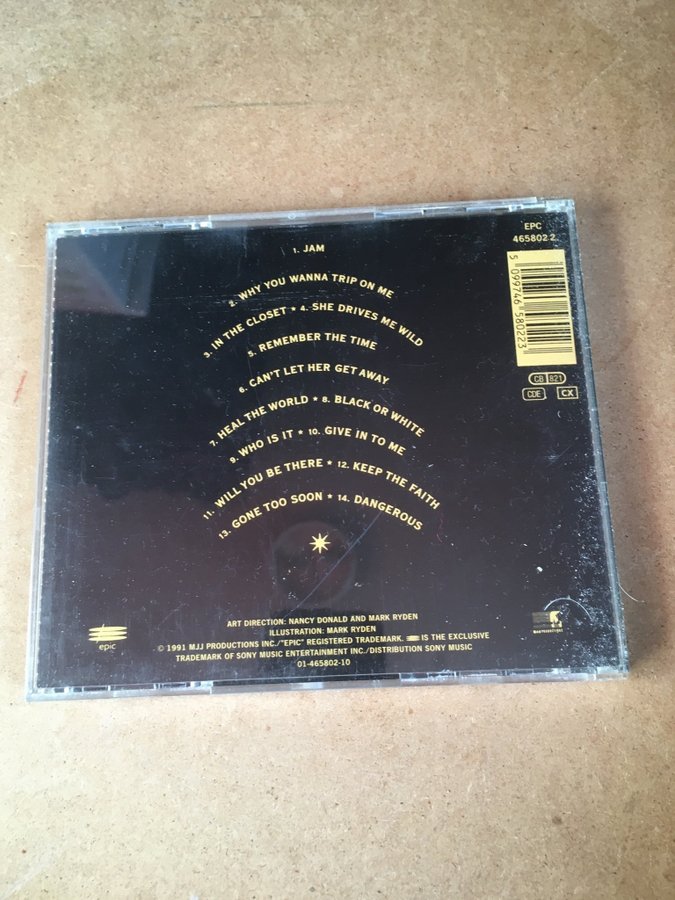 EPC
465802 2
5 099746 580223
CB 821
CDE CX
1. JAM
2. WHY YOU WANNA TRIP ON ME
3. IN THE CLOSET ★ 4. SHE DRIVES ME WILD
5. REMEMBER THE TIME
6. CAN'T LET HER GET AWAY
7. HEAL THE WORLD ★ 8. BLACK OR WHITE
9. WHO IS IT ★ 10. GIVE IN TO ME
11. WILL YOU BE THERE ★ 12. KEEP THE FAITH
13. GONE TOO SOON ★ 14. DANGEROUS
epic
ART DIRECTION: NANCY DONALD AND MARK RYDEN
ILLUSTRATION: MARK RYDEN
© 1991 MJJ PRODUCTIONS INC./"EPIC" REGISTERED TRADEMARK. IS THE EXCLUSIVE
TRADEMARK OF SONY MUSIC ENTERTAINMENT INC./DISTRIBUTION SONY MUSIC
01-465802-10